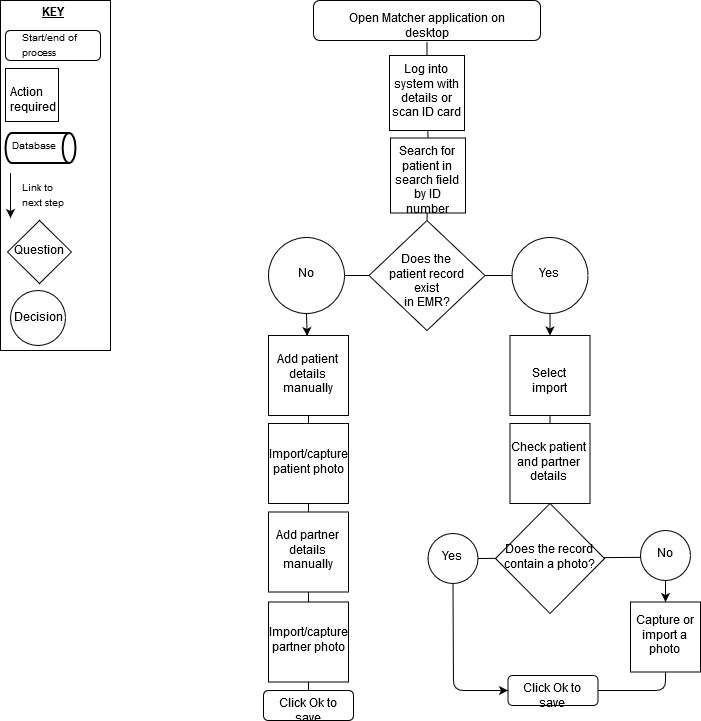 KEY
Start/end of
process
Action
required
Database
Link to
next step
Question
Decision
Open Matcher application on
desktop
Log into
system with
details or
scan ID card
Search for
patient in
search field
by ID
number
Does the
patient record
exist
in EMR?
No
Yes
Add patient
details
manually
Import/capture
patient photo
Add partner
details
manually
Import/capture
partner photo
Click Ok to
save
Select
import
Check patient
and partner
details
Does the record
contain a photo?
Yes
No
Capture or
import a
photo
Click Ok to
save